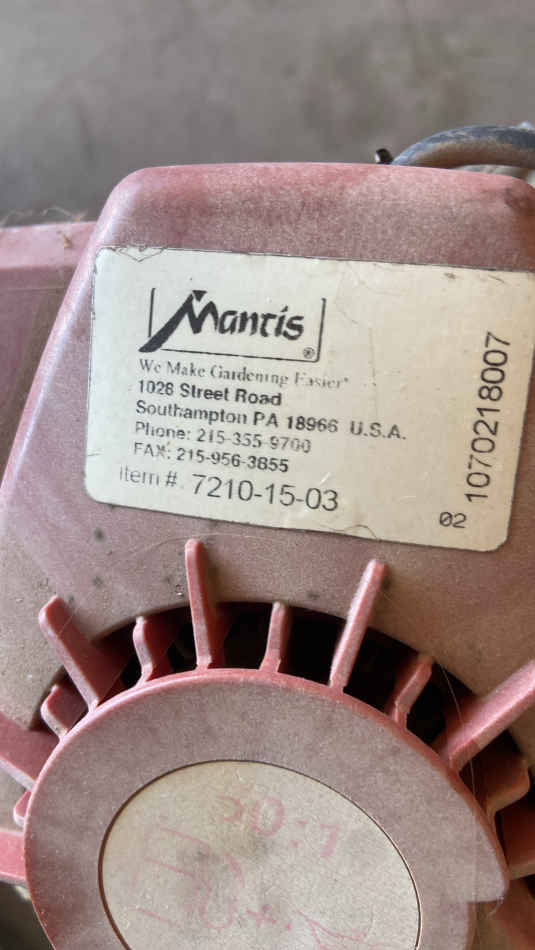 Mantis®
We Make Gardening Easier®
1028 Street Road
Southampton PA 18966 U.S.A.
Phone: 215-355-9700
FAX: 215-956-3855
Item #. 7210-15-03
02
1070218007
50:1